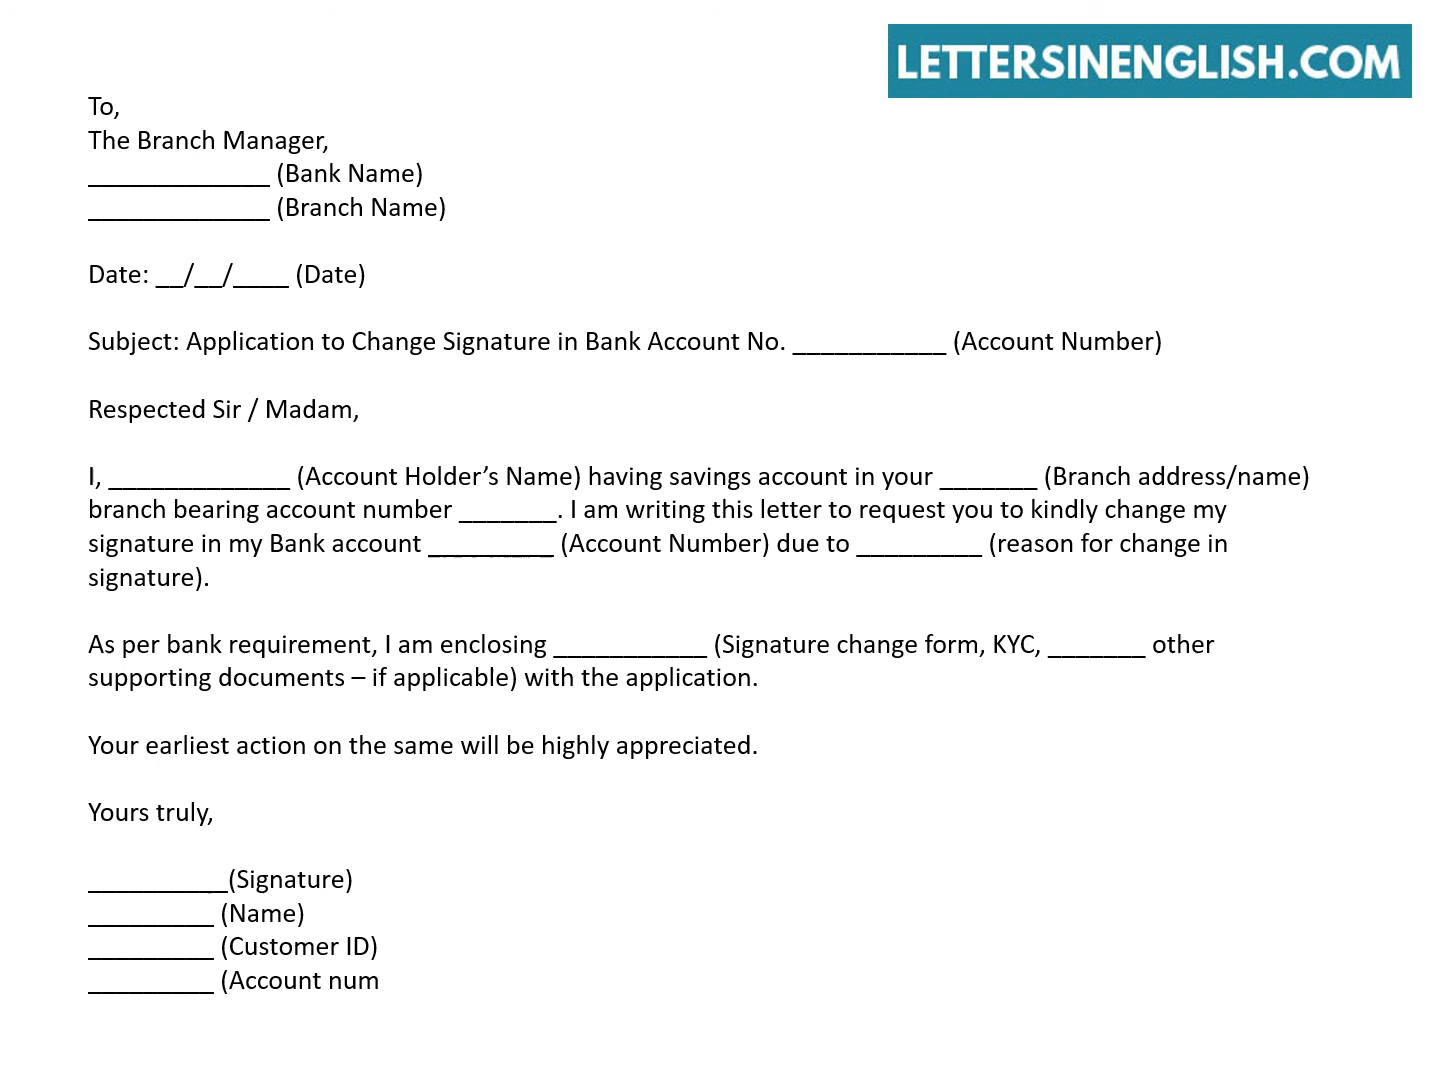 LETTERSINENGLISH.COM
To,
The Branch Manager,
_____________ (Bank Name)
_____________ (Branch Name)
Date: __/__/____ (Date)
Subject: Application to Change Signature in Bank Account No. ___________ (Account Number)
Respected Sir / Madam,
I, _____________ (Account Holder’s Name) having savings account in your _______ (Branch address/name)
branch bearing account number _______. I am writing this letter to request you to kindly change my
signature in my Bank account _________ (Account Number) due to _________ (reason for change in
signature).
As per bank requirement, I am enclosing ___________ (Signature change form, KYC, _______ other
supporting documents – if applicable) with the application.
Your earliest action on the same will be highly appreciated.
Yours truly,
__________(Signature)
_________ (Name)
_________ (Customer ID)
_________ (Account num